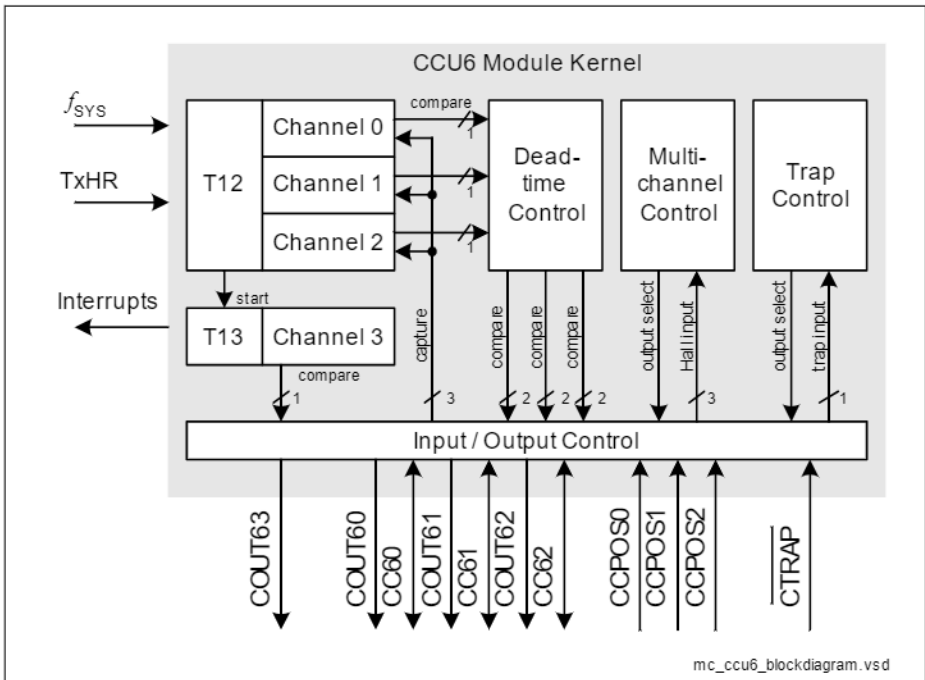 CCU6 Module Kernel
fSYS
TxHR
Interrupts
T12
Channel 0
Channel 1
Channel 2
compare
1
1
1
Dead-
time
Control
Multi-
channel
Control
Trap
Control
start
T13
Channel 3
compare
1
capture
3
compare
2
compare
2
compare
2
output select
Hall input
3
output select
trap input
1
Input / Output Control
COUT63
COUT60
CC60
COUT61
CC61
COUT62
CC62
CCPOS0
CCPOS1
CCPOS2
CTRAP
mc_ccu6_blockdiagram.vsd